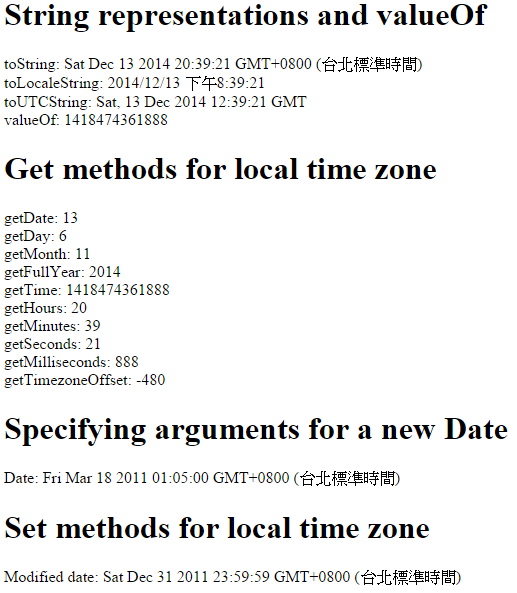 String representations and valueOf
toString: Sat Dec 13 2014 20:39:21 GMT+0800 (台北標準時間)
toLocaleString: 2014/12/13 下午8:39:21
toUTCString: Sat, 13 Dec 2014 12:39:21 GMT
valueOf: 1418474361888
Get methods for local time zone
getDate: 13
getDay: 6
getMonth: 11
getFullYear: 2014
getTime: 1418474361888
getHours: 20
getMinutes: 39
getSeconds: 21
getMilliseconds: 888
getTimezoneOffset: -480
Specifying arguments for a new Date
Date: Fri Mar 18 2011 01:05:00 GMT+0800 (台北標準時間)
Set methods for local time zone
Modified date: Sat Dec 31 2011 23:59:59 GMT+0800 (台北標準時間)